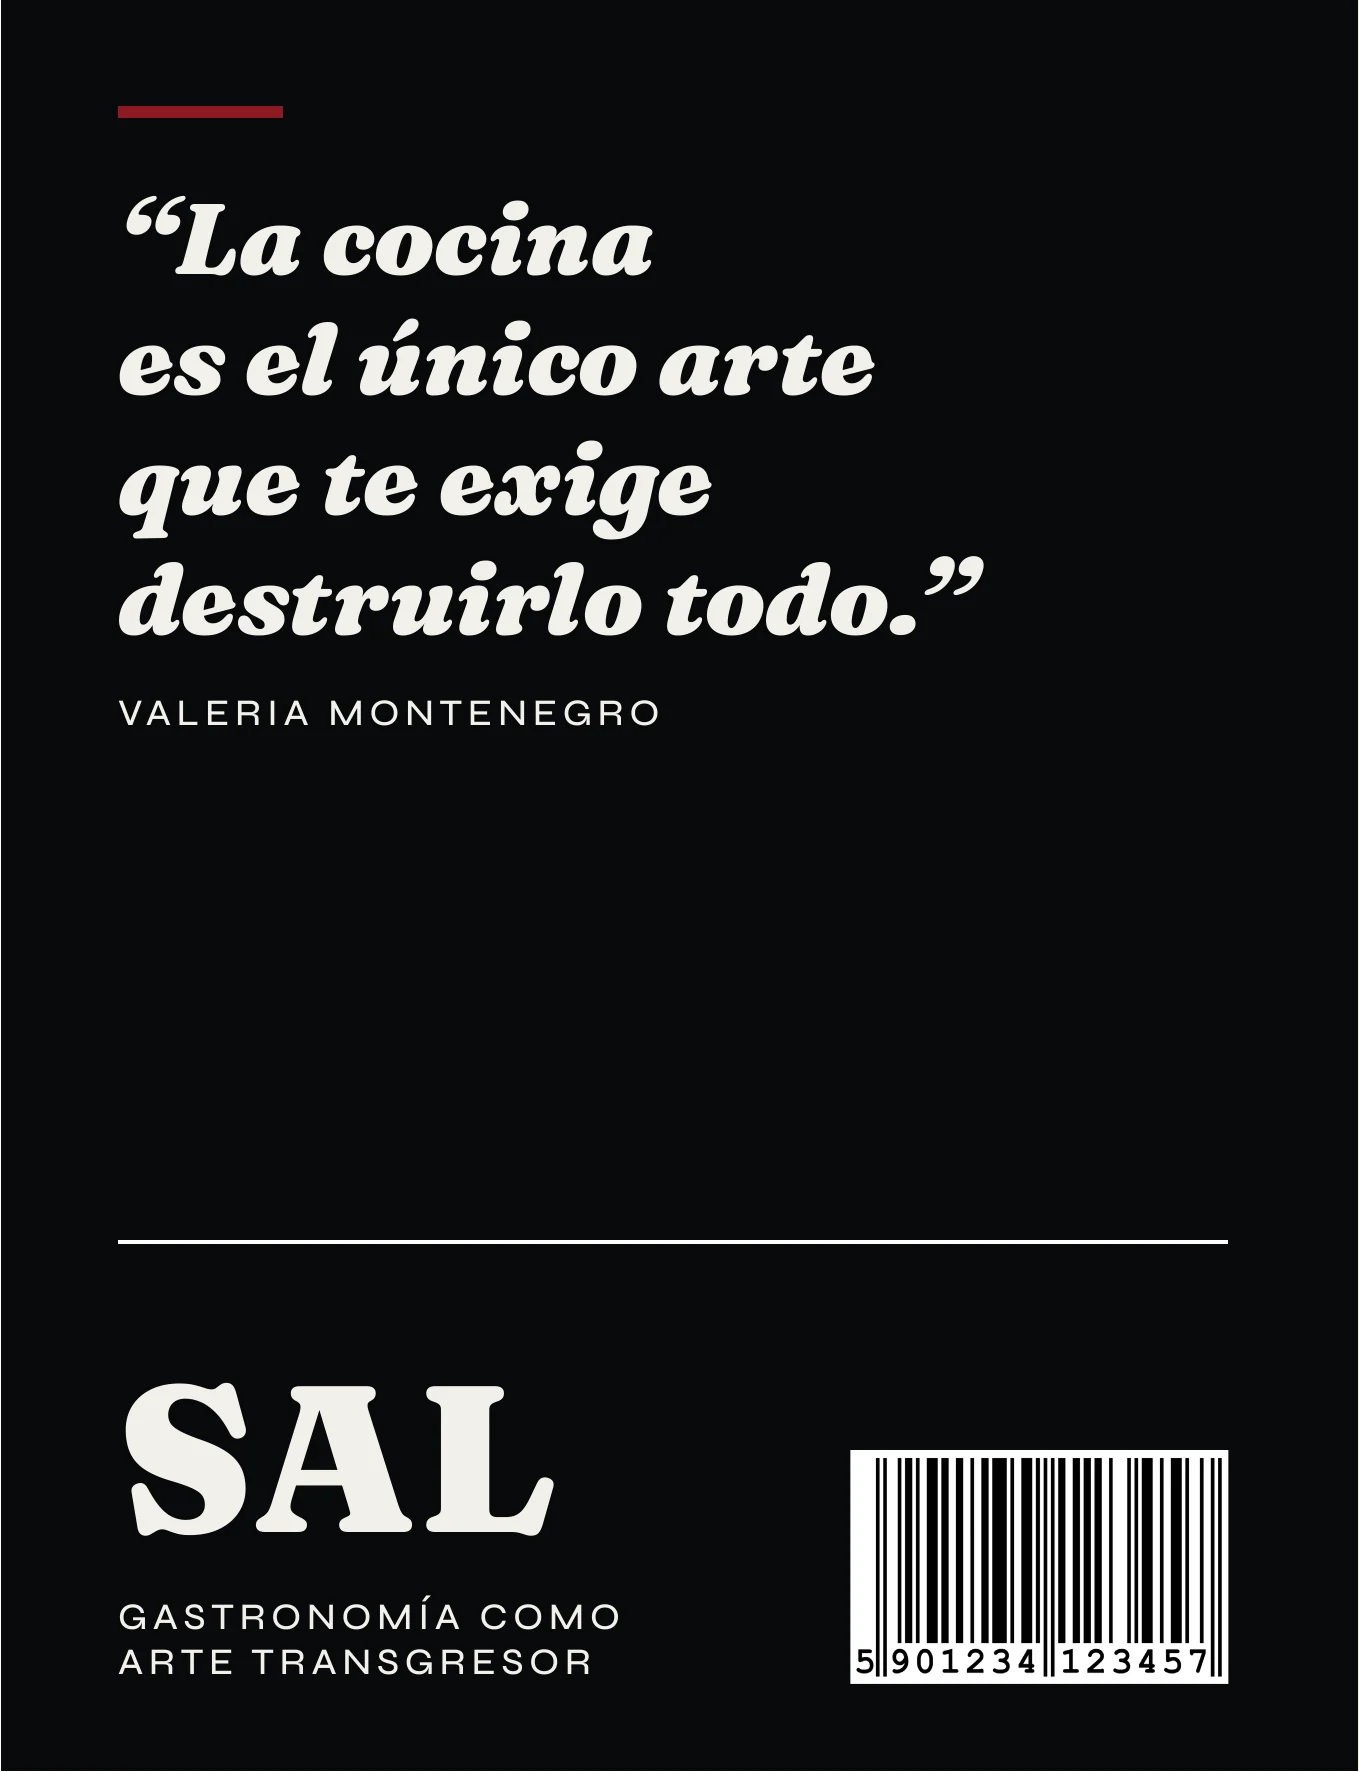 “La cocina
es el único arte
que te exige
destruirlo todo.”
VALERIA MONTENEGRO
SAL
GASTRONOMÍA COMO
ARTE TRANSGRESOR
5 901234 123457